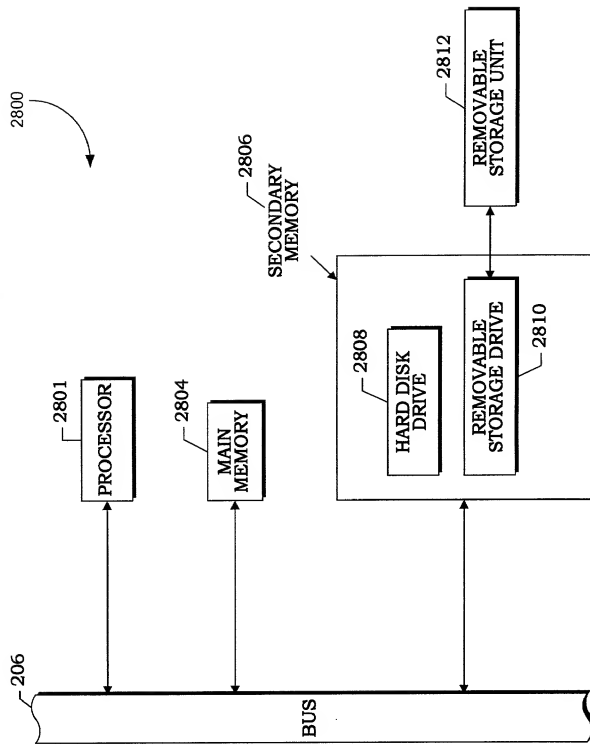 2800
206
BUS
2801
PROCESSOR
2804
MAIN
MEMORY
2806
SECONDARY
MEMORY
2808
HARD DISK
DRIVE
REMOVABLE
STORAGE DRIVE
2810
2812
REMOVABLE
STORAGE UNIT